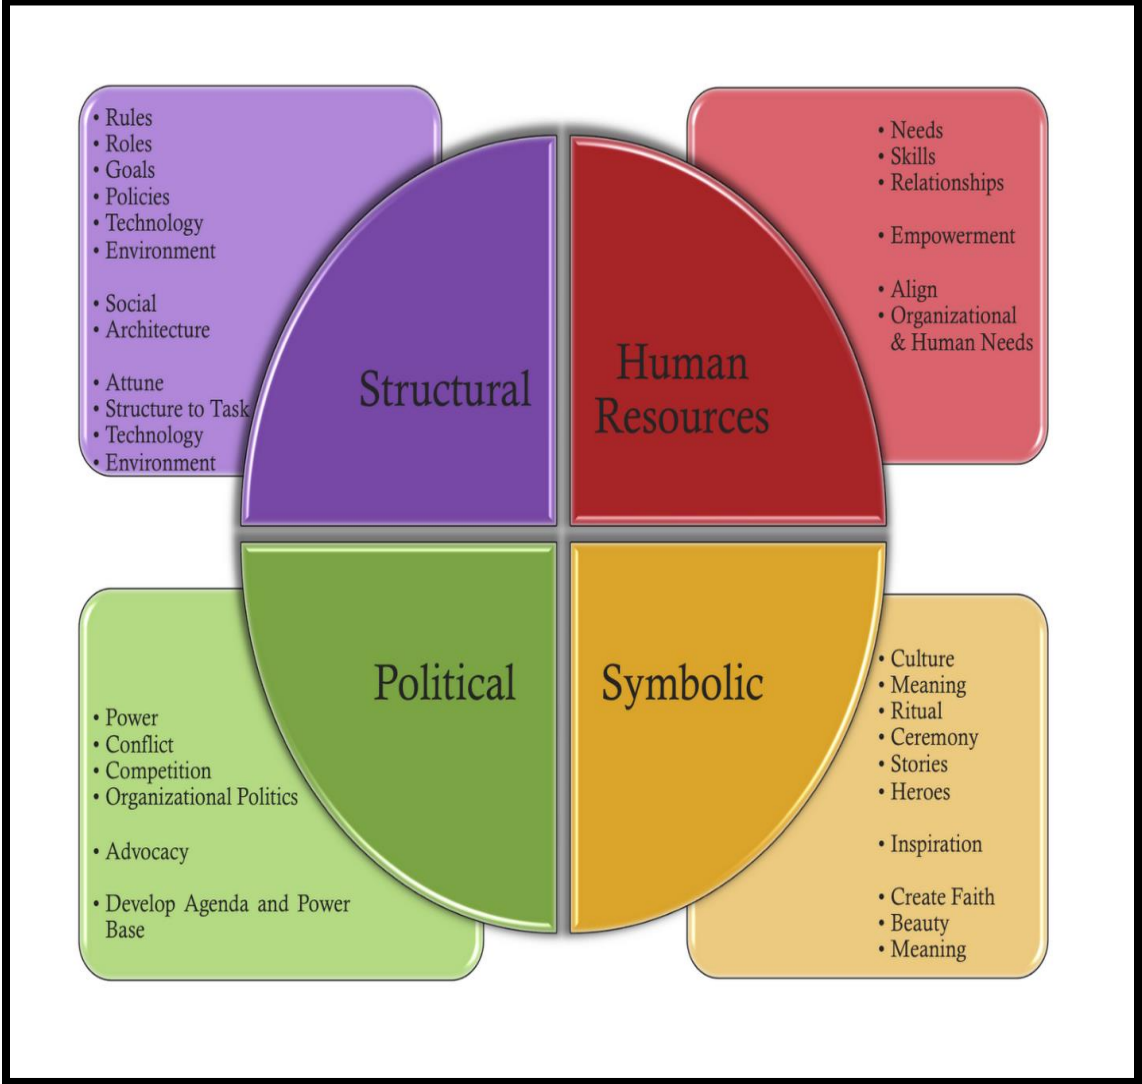 • Rules
• Roles
• Goals
• Policies
• Technology
• Environment
• Social
• Architecture
• Attune
• Structure to Task
• Technology
• Environment
Structural
Human
Resources
• Needs
• Skills
• Relationships
• Empowerment
• Align
• Organizational
& Human Needs
Political
• Power
• Conflict
• Competition
• Organizational Politics
• Advocacy
• Develop Agenda and Power
Base
Symbolic
• Culture
• Meaning
• Ritual
• Ceremony
• Stories
• Heroes
• Inspiration
• Create Faith
• Beauty
• Meaning